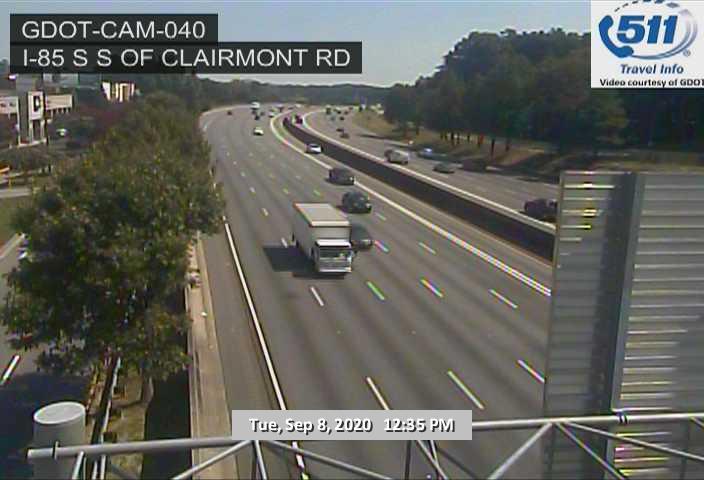 GDOT-CAM-040
I-85 S S OF CLAIRMONT RD
511
Travel Info
Video courtesy of GDOT
Tue, Sep 8, 2020 12:35 PM